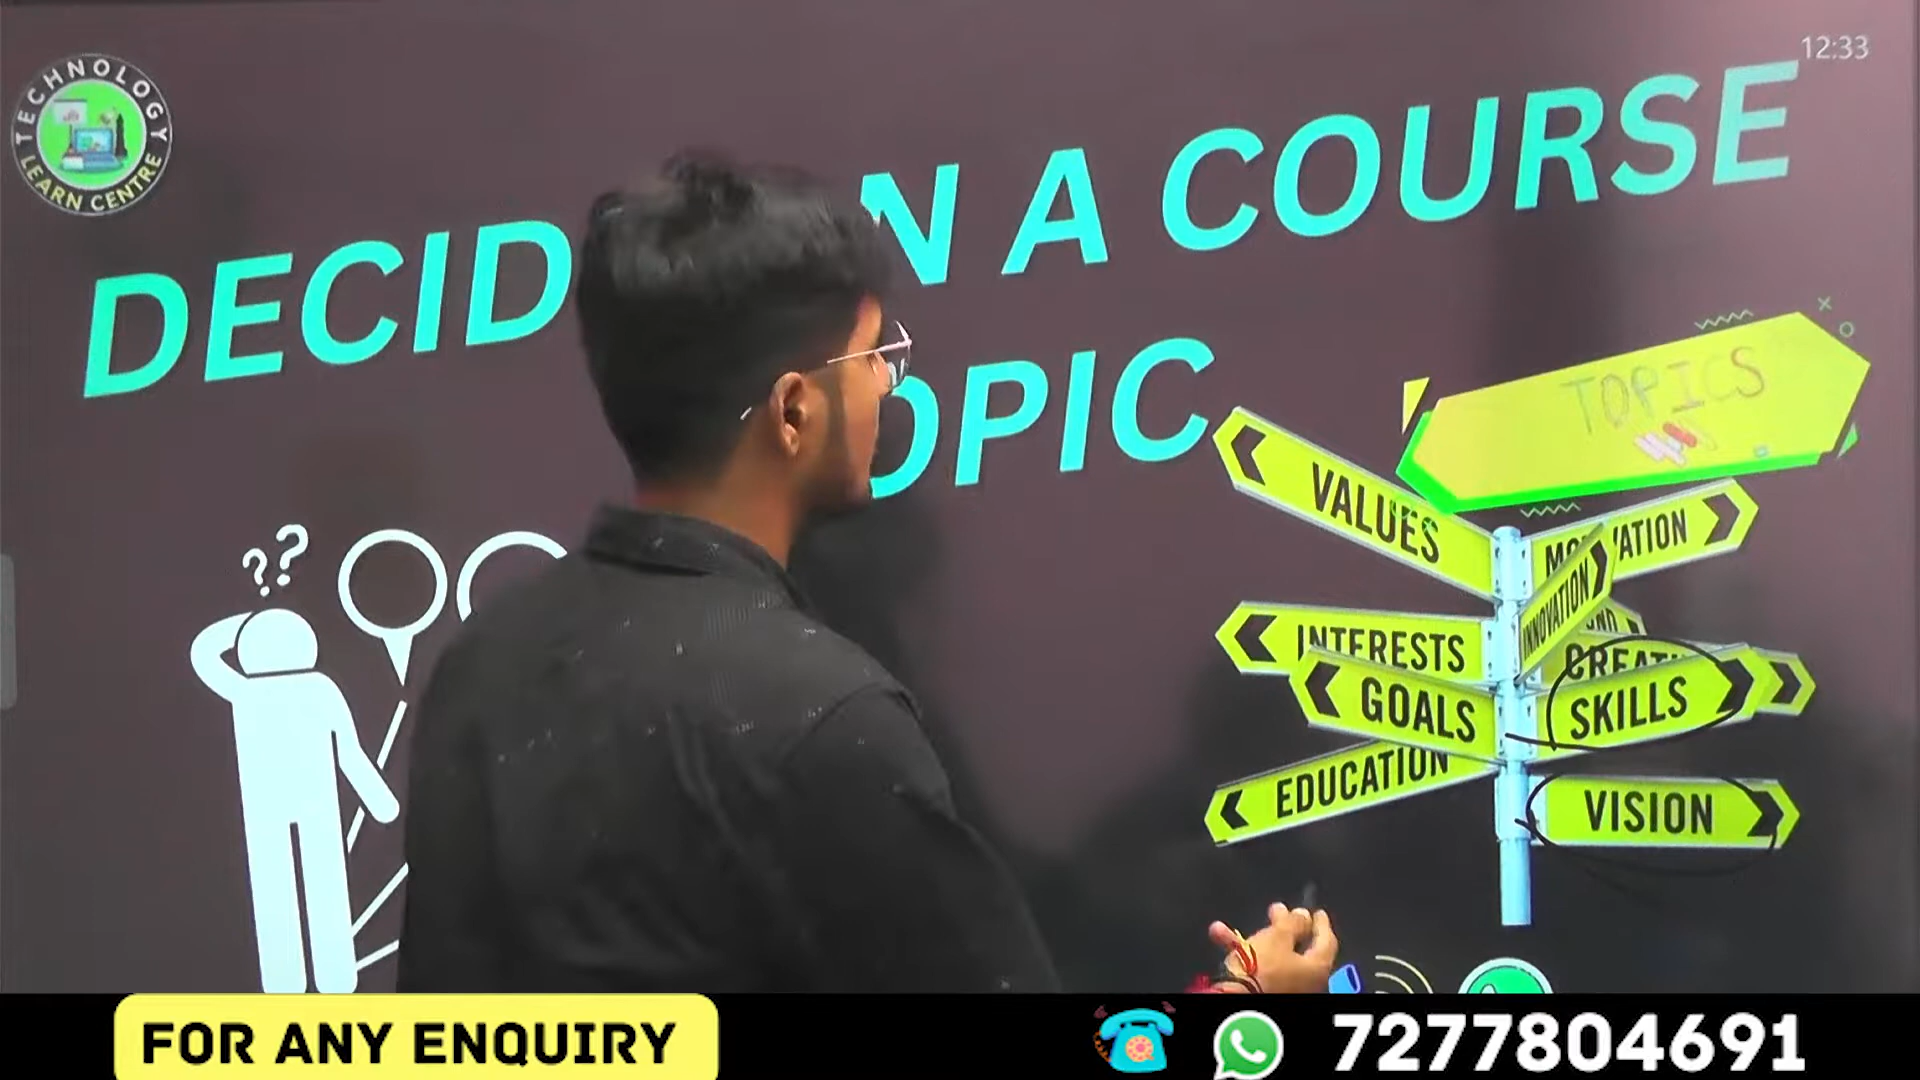 12:33
TECHNOLOGY
LEARN CENTRE
DECID N A COURSE
OPIC
TOPICS
VALUES
INNOVATION
INTERESTS
GOALS
SKILLS
EDUCATION
VISION
??
FOR ANY ENQUIRY
7277804691